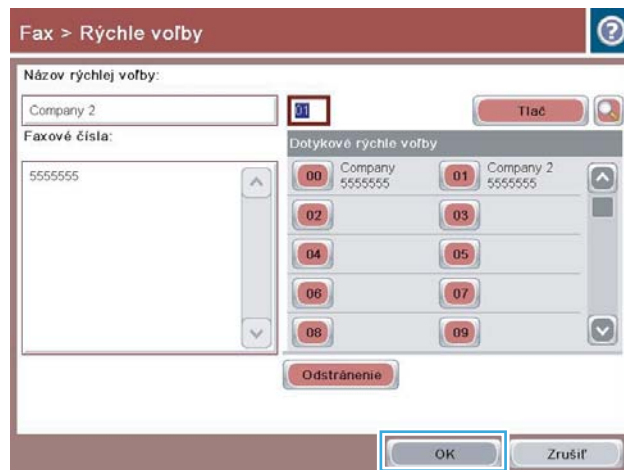 Fax > Rýchle voľby
?
Názov rýchlej voľby:
Company 2
01
Tlač
Faxové čísla:
5555555
Dotykové rýchle voľby
00 Company 5555555
01 Company 2 5555555
02
03
04
05
06
07
08
09
Odstránenie
OK
Zrušiť